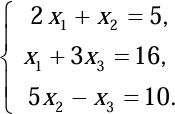 2x₁ + x₂ = 5,
x₁ + 3x₃ = 16,
5x₂ − x₃ = 10.